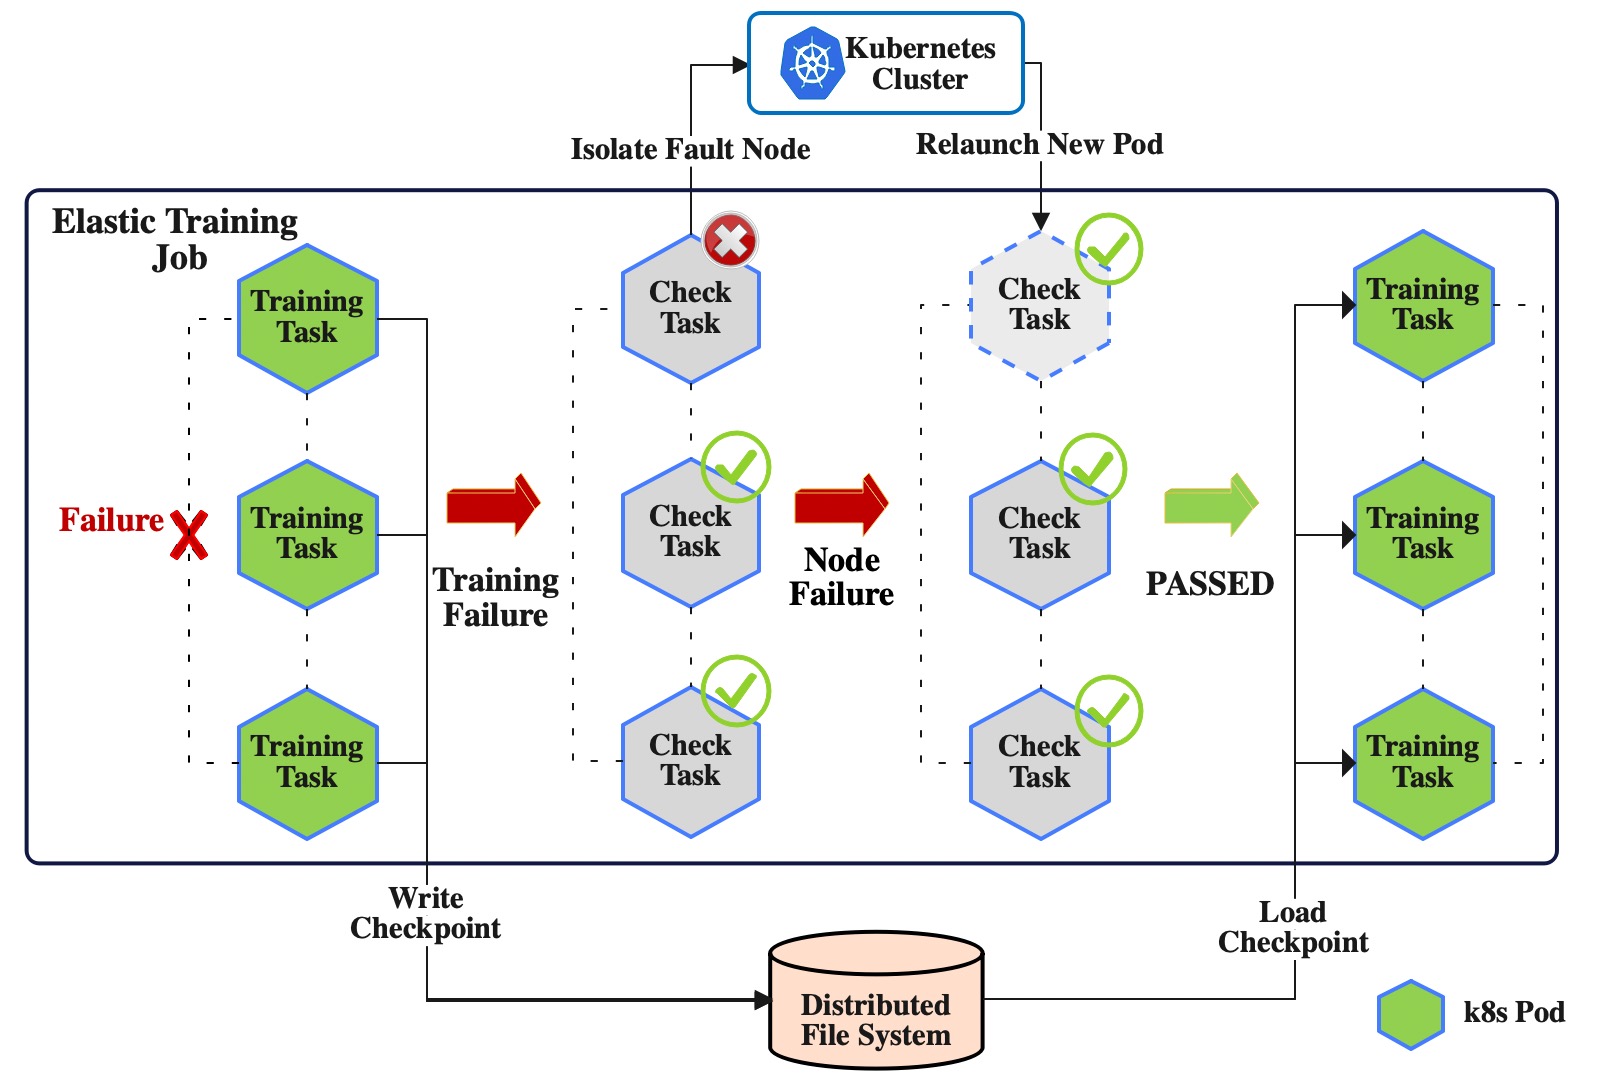 Kubernetes
Cluster
Isolate Fault Node
Relaunch New Pod
Elastic Training
Job
Training
Task
Check
Task
Check
Task
Training
Task
Failure
Training
Task
Training
Failure
Check
Task
Node
Failure
Check
Task
PASSED
Training
Task
Training
Task
Check
Task
Check
Task
Training
Task
Write
Checkpoint
Load
Checkpoint
Distributed
File System
k8s Pod